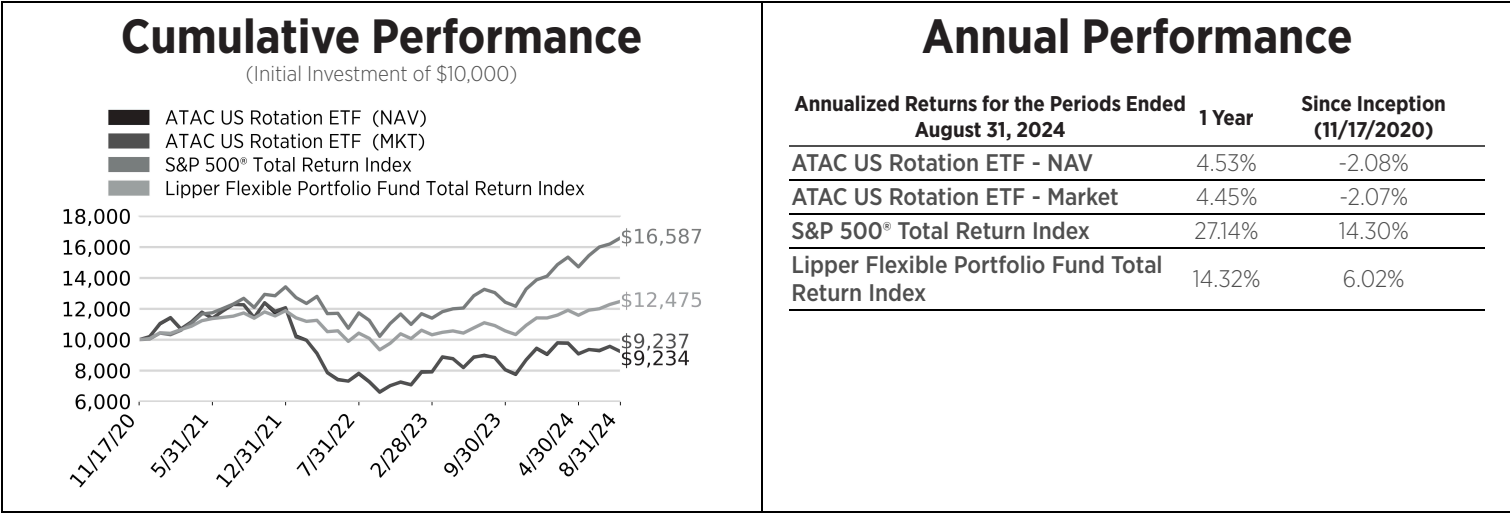 Cumulative Performance
(Initial Investment of $10,000)
ATAC US Rotation ETF (NAV)
ATAC US Rotation ETF (MKT)
S&P 500® Total Return Index
Lipper Flexible Portfolio Fund Total Return Index
18,000
16,000
14,000
12,000
10,000
8,000
6,000
$16,587
$12,475
$9,237
$9,234
11/17/20
5/31/21
12/31/21
7/31/22
2/28/23
9/30/23
4/30/24
8/31/24
Annual Performance
Annualized Returns for the Periods Ended
August 31, 2024
1 Year
Since Inception
(11/17/2020)
ATAC US Rotation ETF - NAV 4.53% -2.08%
ATAC US Rotation ETF - Market 4.45% -2.07%
S&P 500® Total Return Index 27.14% 14.30%
Lipper Flexible Portfolio Fund Total
Return Index
14.32% 6.02%